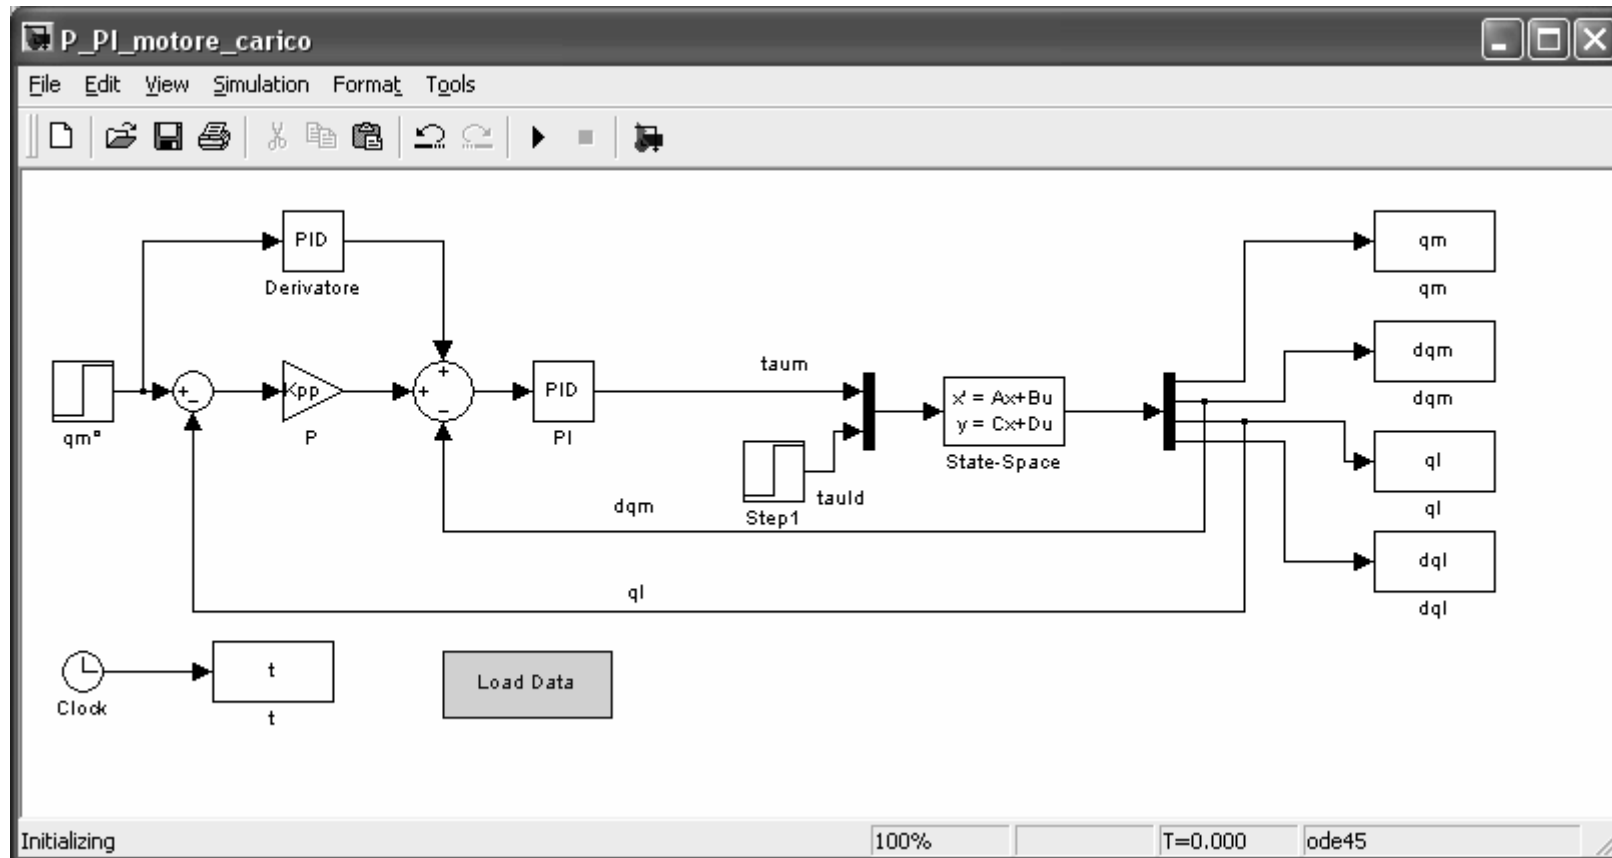 P_PI_motore_carico
File Edit View Simulation Format Tools
PID
Derivatore
qm°
Kpp
P
PID
PI
taum
Step1
tauld
x' = Ax+Bu
y = Cx+Du
State-Space
qm
qm
dqm
dqm
ql
ql
dql
dql
dqm
ql
Clock
t
t
Load Data
Initializing 100% T=0.000 ode45